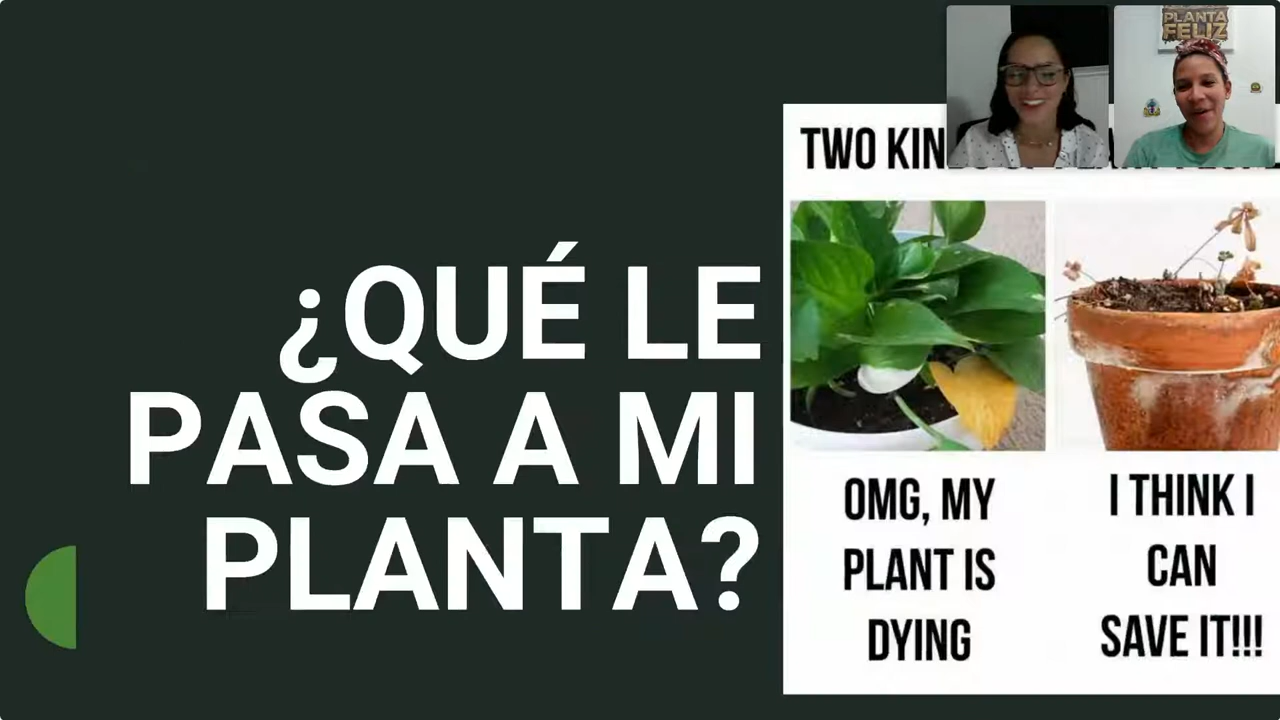 PLANTA
FELIZ
TWO KIN
¿QUÉ LE
PASA A MI
PLANTA?
OMG, MY
PLANT IS
DYING
I THINK I
CAN
SAVE IT!!!